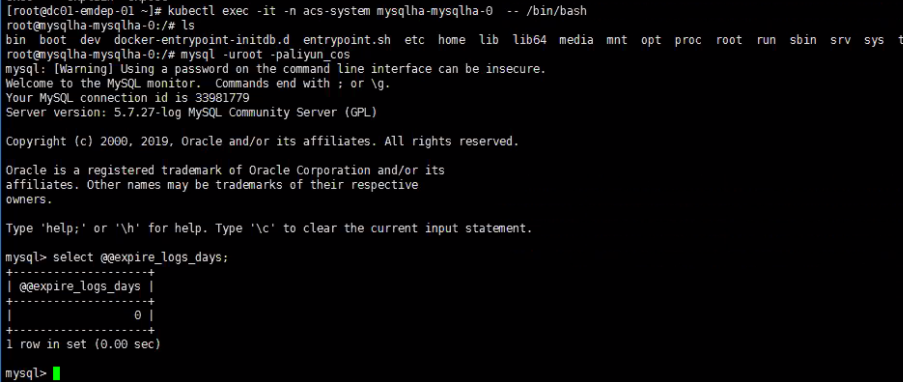 [root@dc01-emdep-01 ~]# kubectl exec -it -n acs-system mysqlha-mysqlha-0  -- /bin/bash
root@mysqlha-mysqlha-0:/# ls
bin  boot  dev  docker-entrypoint-initdb.d  entrypoint.sh  etc  home  lib  lib64  media  mnt  opt  proc  root  run  sbin  srv  sys  t
root@mysqlha-mysqlha-0:/# mysql -uroot -paliyun_cos
mysql: [Warning] Using a password on the command line interface can be insecure.
Welcome to the MySQL monitor.  Commands end with ; or \g.
Your MySQL connection id is 33981779
Server version: 5.7.27-log MySQL Community Server (GPL)

Copyright (c) 2000, 2019, Oracle and/or its affiliates. All rights reserved.

Oracle is a registered trademark of Oracle Corporation and/or its
affiliates. Other names may be trademarks of their respective
owners.

Type 'help;' or '\h' for help. Type '\c' to clear the current input statement.

mysql> select @@expire_logs_days;
+--------------------+
| @@expire_logs_days |
+--------------------+
|                  0 |
+--------------------+
1 row in set (0.00 sec)

mysql>